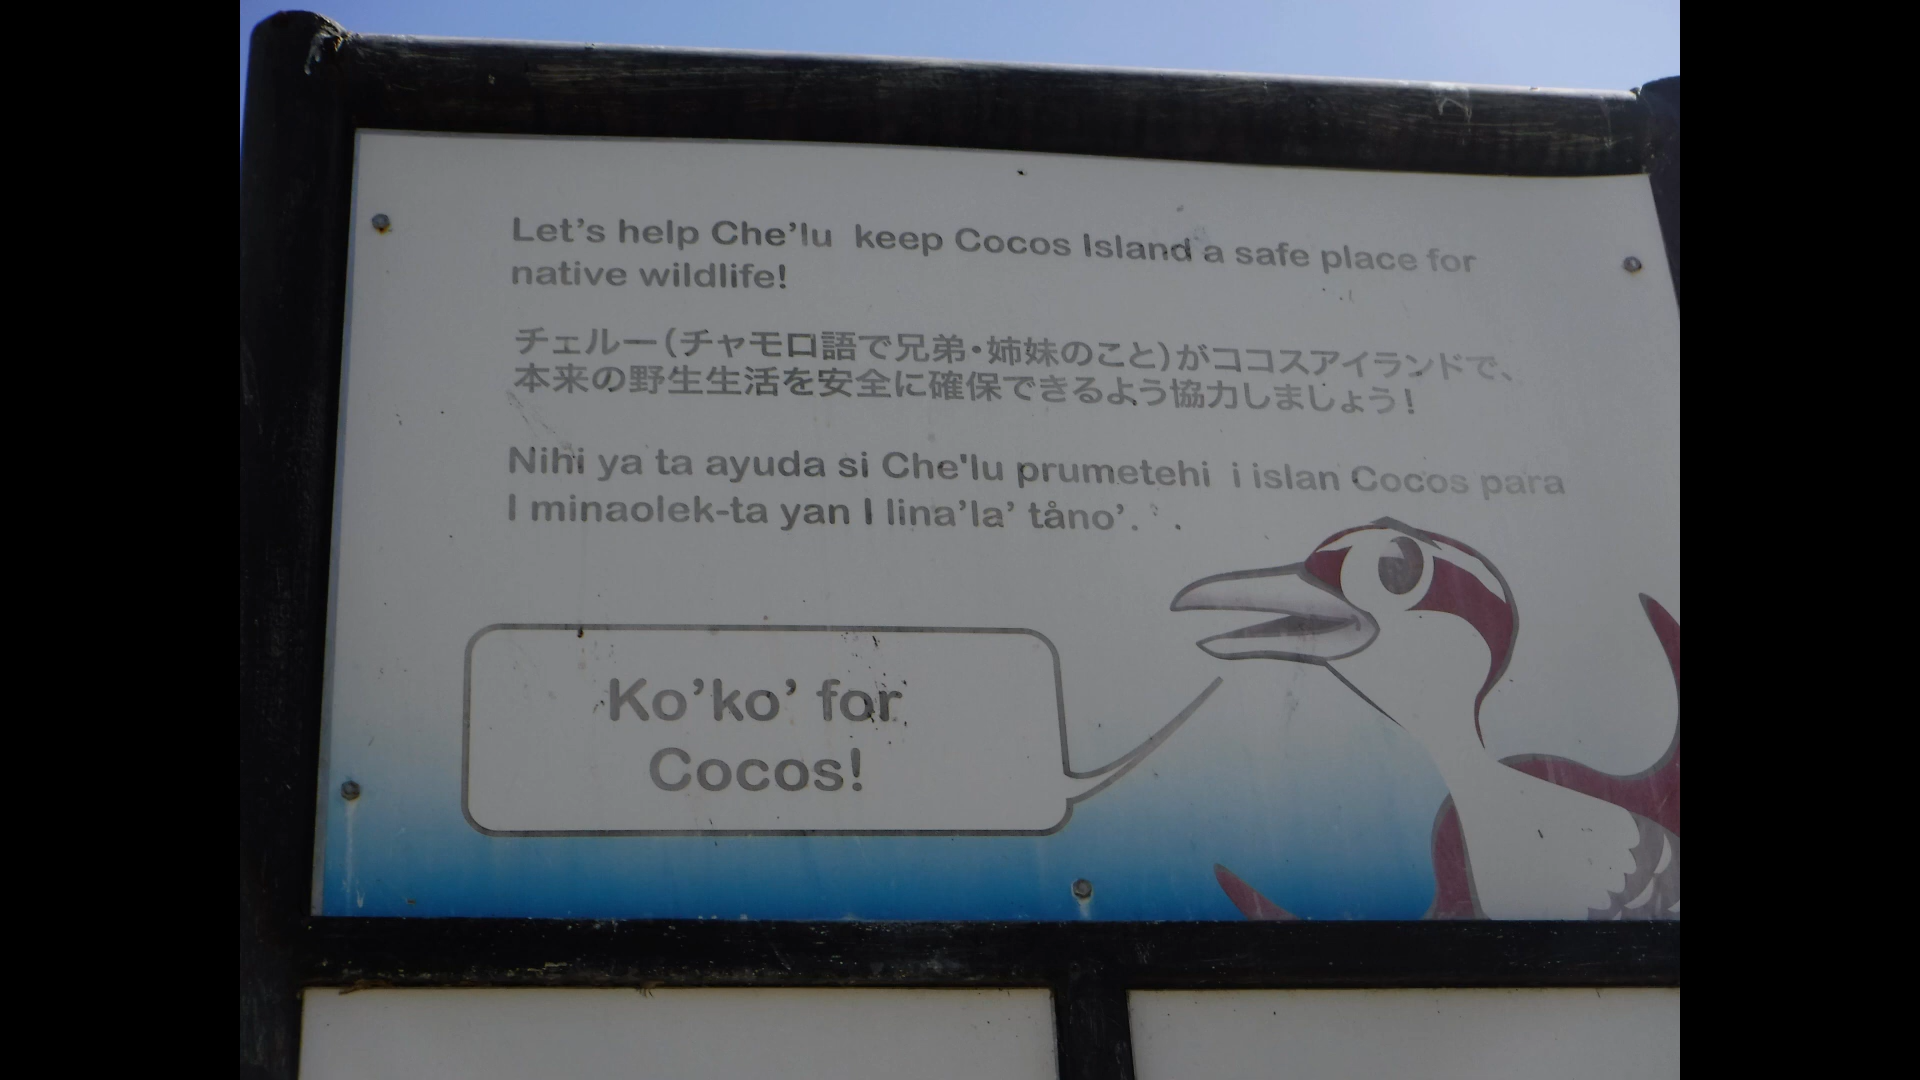 Let's help Che'lu keep Cocos Island a safe place for
native wildlife!
チェルー(チャモロ語で兄弟・姉妹のこと)がココスアイランドで、
本来の野生生活を安全に確保できるよう協力しましょう!
Nihi ya ta ayuda si Che'lu prumetehi i islan Cocos para
I minaolek-ta yan I lina'la' tåno'.
Ko'ko' for
Cocos!